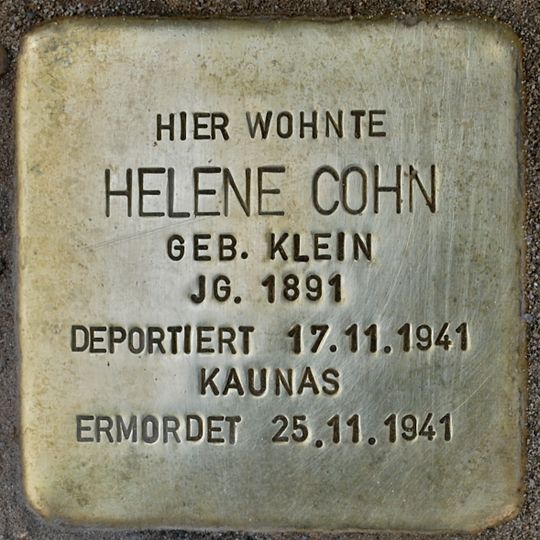 HIER WOHNTE
HELENE COHN
GEB. KLEIN
JG. 1891
DEPORTIERT 17.11.1941
KAUNAS
ERMORDET 25.11.1941